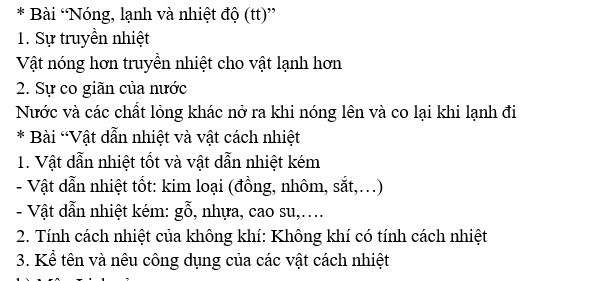 * Bài “Nóng, lạnh và nhiệt độ (tt)”
1. Sự truyền nhiệt
Vật nóng hơn truyền nhiệt cho vật lạnh hơn
2. Sự co giãn của nước
Nước và các chất lỏng khác nở ra khi nóng lên và co lại khi lạnh đi
* Bài “Vật dẫn nhiệt và vật cách nhiệt
1. Vật dẫn nhiệt tốt và vật dẫn nhiệt kém
- Vật dẫn nhiệt tốt: kim loại (đồng, nhôm, sắt,…)
- Vật dẫn nhiệt kém: gỗ, nhựa, cao su,….
2. Tính cách nhiệt của không khí: Không khí có tính cách nhiệt
3. Kể tên và nêu công dụng của các vật cách nhiệt